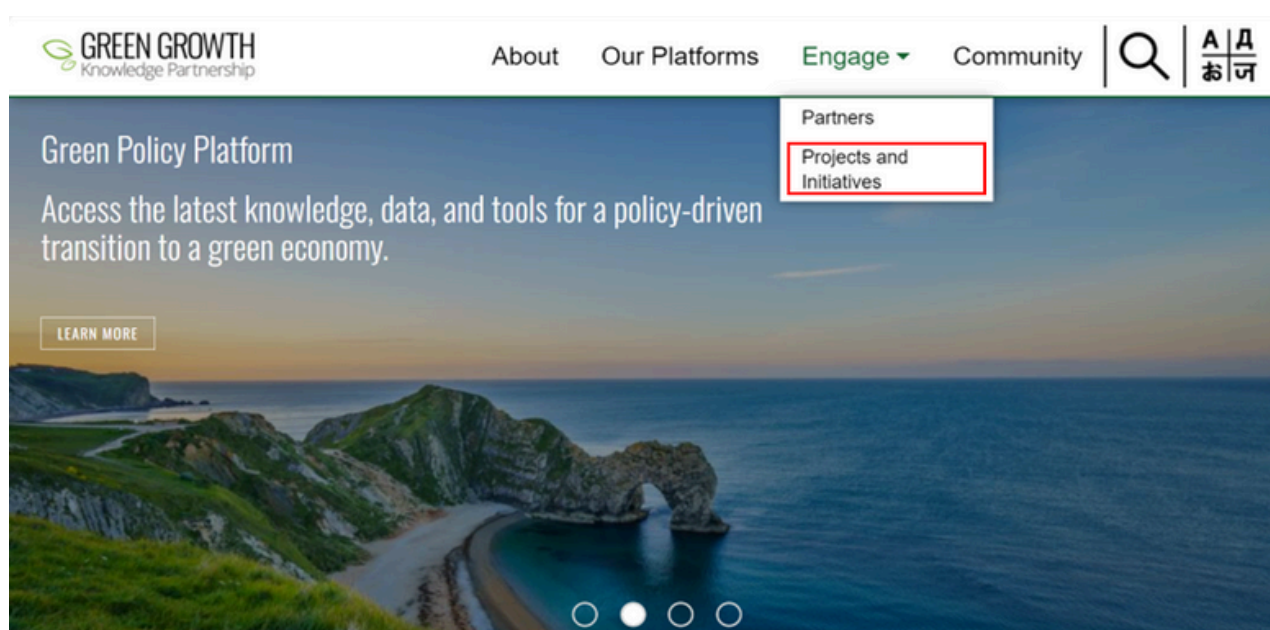 GREEN GROWTH
Knowledge Partnership
About Our Platforms Engage Community
А Д
お ज
Partners
Projects and
Initiatives
Green Policy Platform
Access the latest knowledge, data, and tools for a policy-driven
transition to a green economy.
LEARN MORE